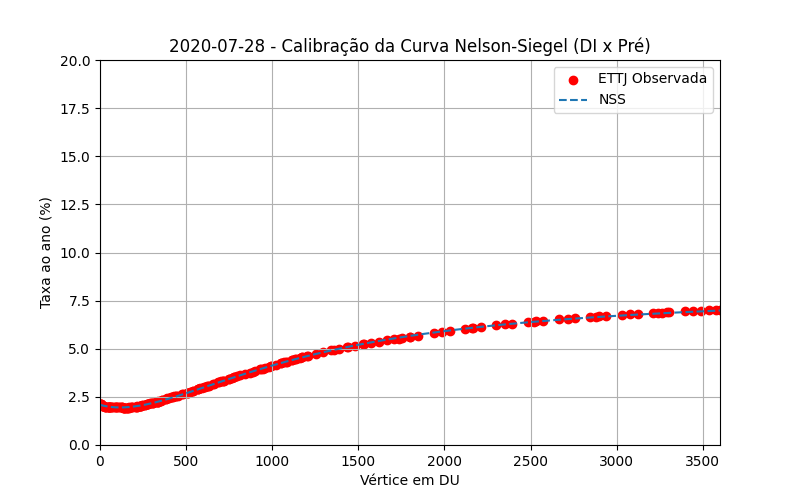 2020-07-28 - Calibração da Curva Nelson-Siegel (DI x Pré)
ETTJ Observada
NSS
Taxa ao ano (%)
20.0
17.5
15.0
12.5
10.0
7.5
5.0
2.5
0.0
0 500 1000 1500 2000 2500 3000 3500
Vértice em DU